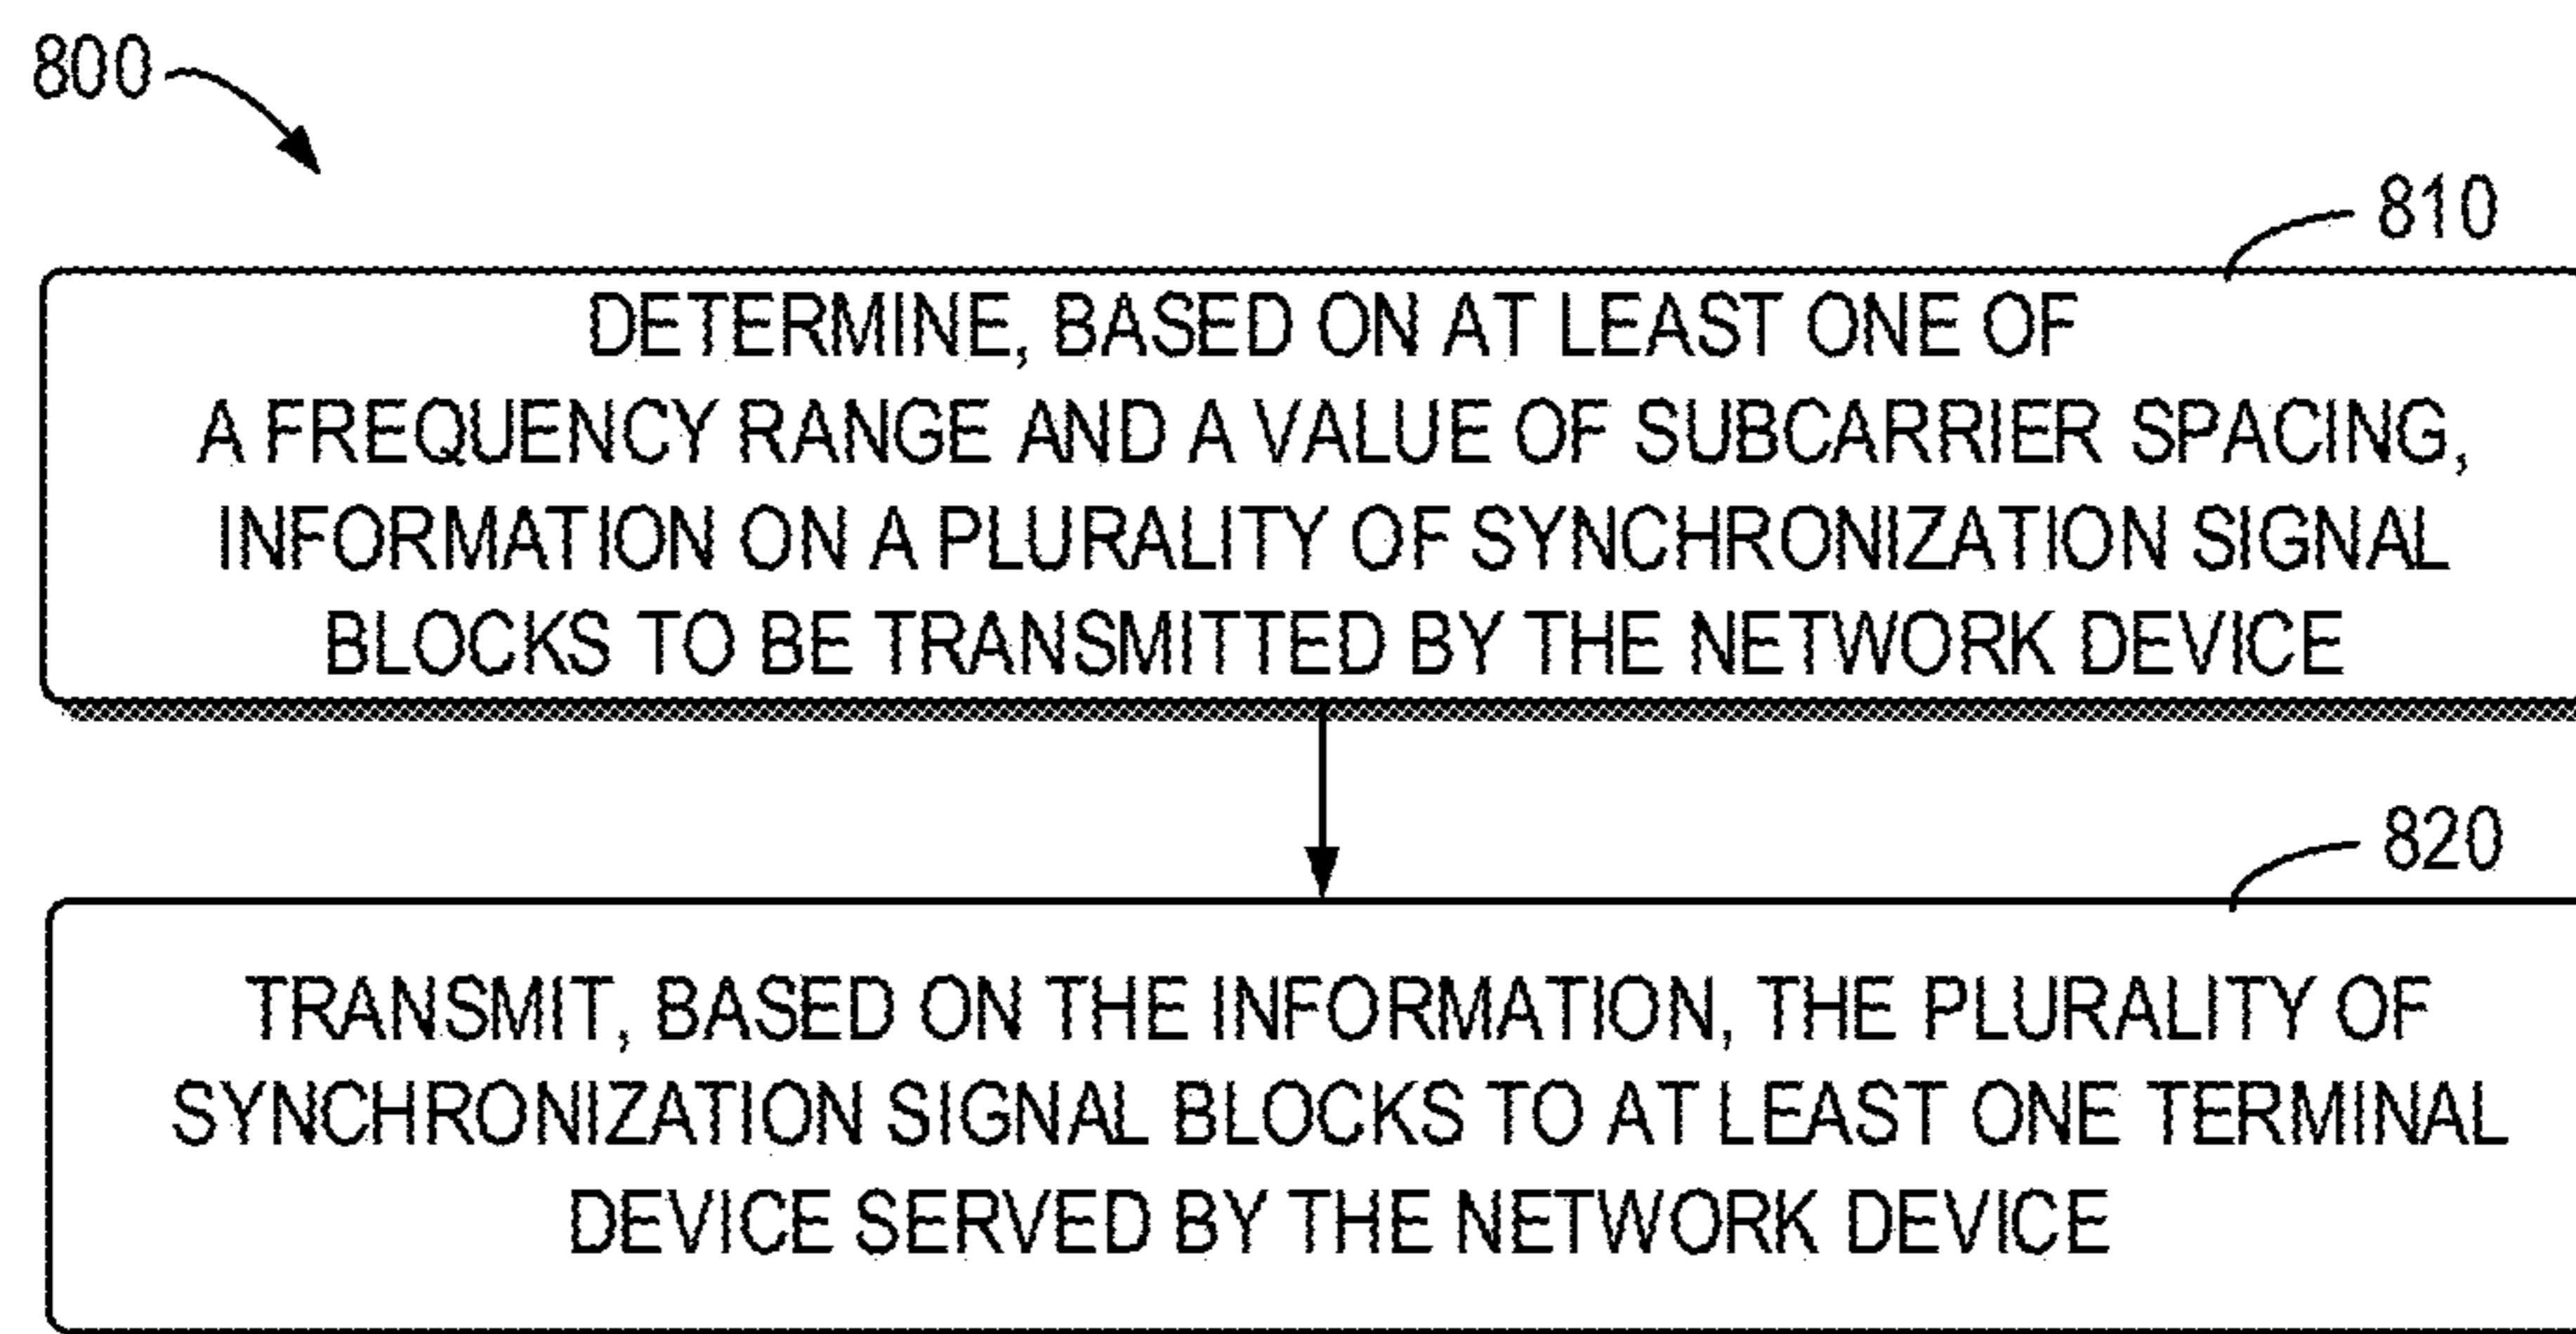 800
810
DETERMINE, BASED ON AT LEAST ONE OF
A FREQUENCY RANGE AND A VALUE OF SUBCARRIER SPACING,
INFORMATION ON A PLURALITY OF SYNCHRONIZATION SIGNAL
BLOCKS TO BE TRANSMITTED BY THE NETWORK DEVICE
820
TRANSMIT, BASED ON THE INFORMATION, THE PLURALITY OF
SYNCHRONIZATION SIGNAL BLOCKS TO AT LEAST ONE TERMINAL
DEVICE SERVED BY THE NETWORK DEVICE